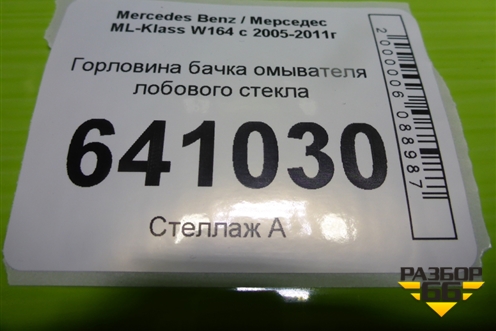 Mercedes Benz / Мерседес
ML-Klass W164 с 2005-2011г
Горловина бачка омывателя
лобового стекла
641030
Стеллаж А
2000006088987
РАЗБОР
66